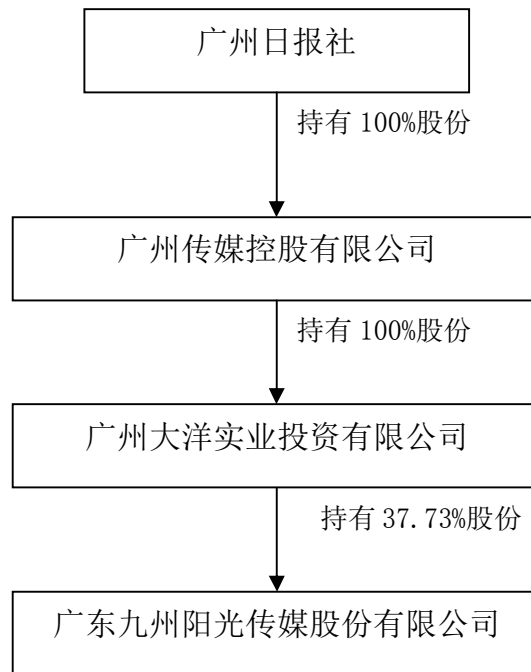 广州日报社
持有 100%股份
广州传媒控股有限公司
持有 100%股份
广州大洋实业投资有限公司
持有 37.73%股份
广东九州阳光传媒股份有限公司